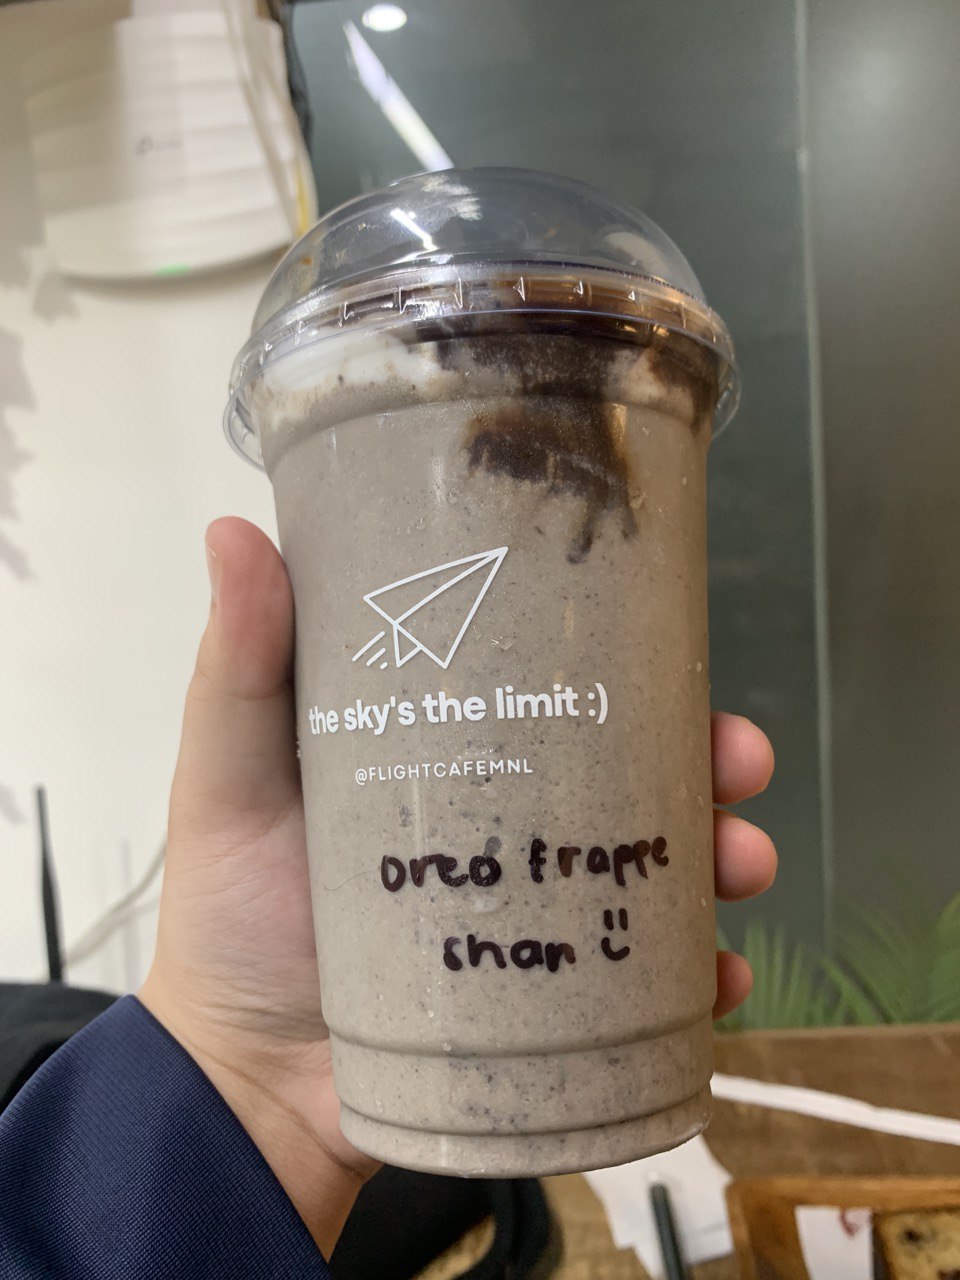 the sky's the limit :)
@FLIGHTCAFEMNL
oreo frappe
shan :)